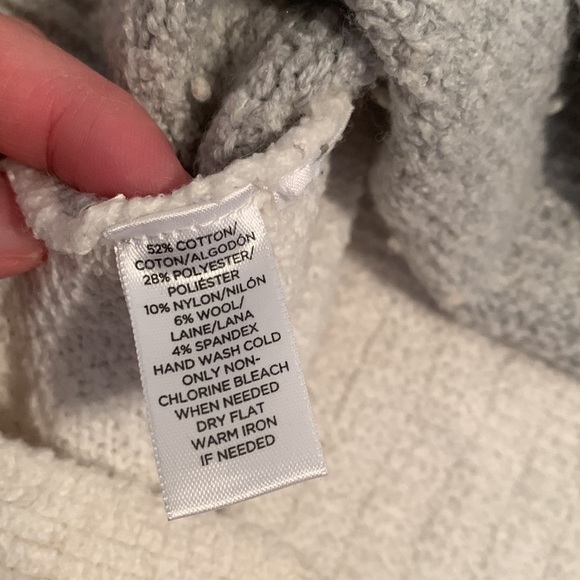 52% COTTON/
COTON/ALGODÓN
28% POLYESTER/
POLIÉSTER
10% NYLON/NILÓN
6% WOOL/
LAINE/LANA
4% SPANDEX
HAND WASH COLD
ONLY NON-
CHLORINE BLEACH
WHEN NEEDED
DRY FLAT
WARM IRON
IF NEEDED